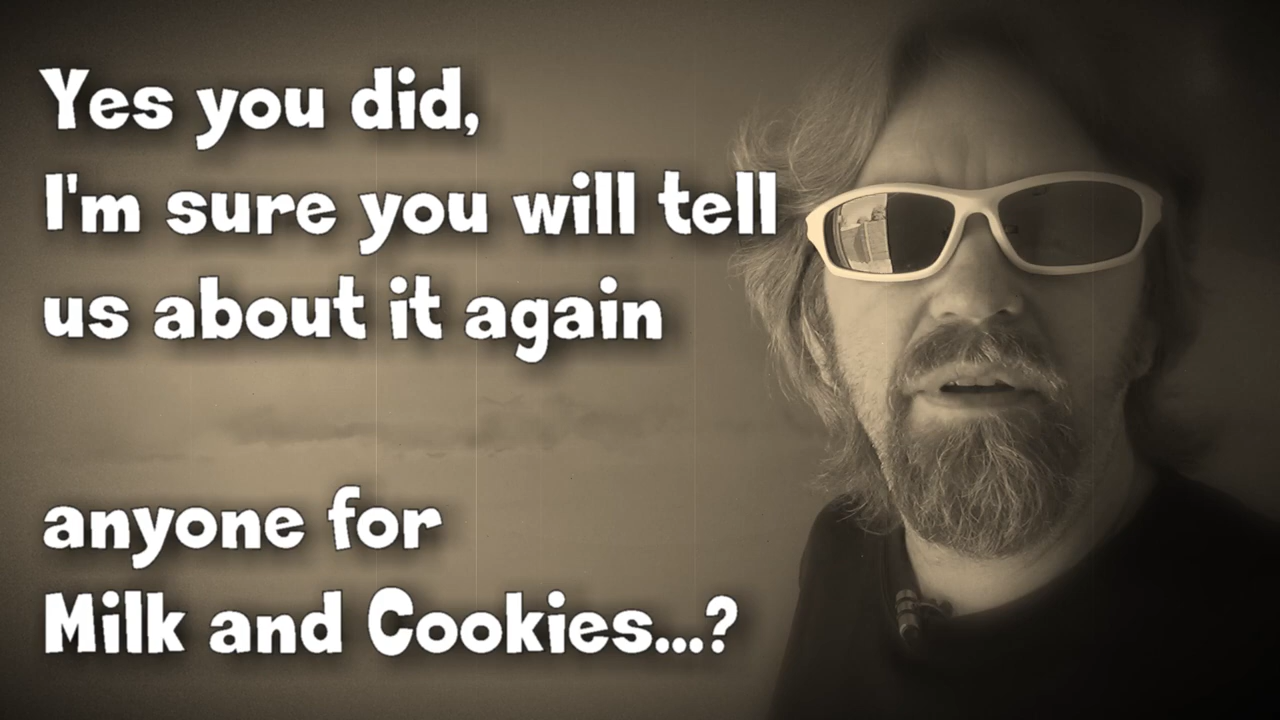 Yes you did,
I'm sure you will tell
us about it again
anyone for
Milk and Cookies...?